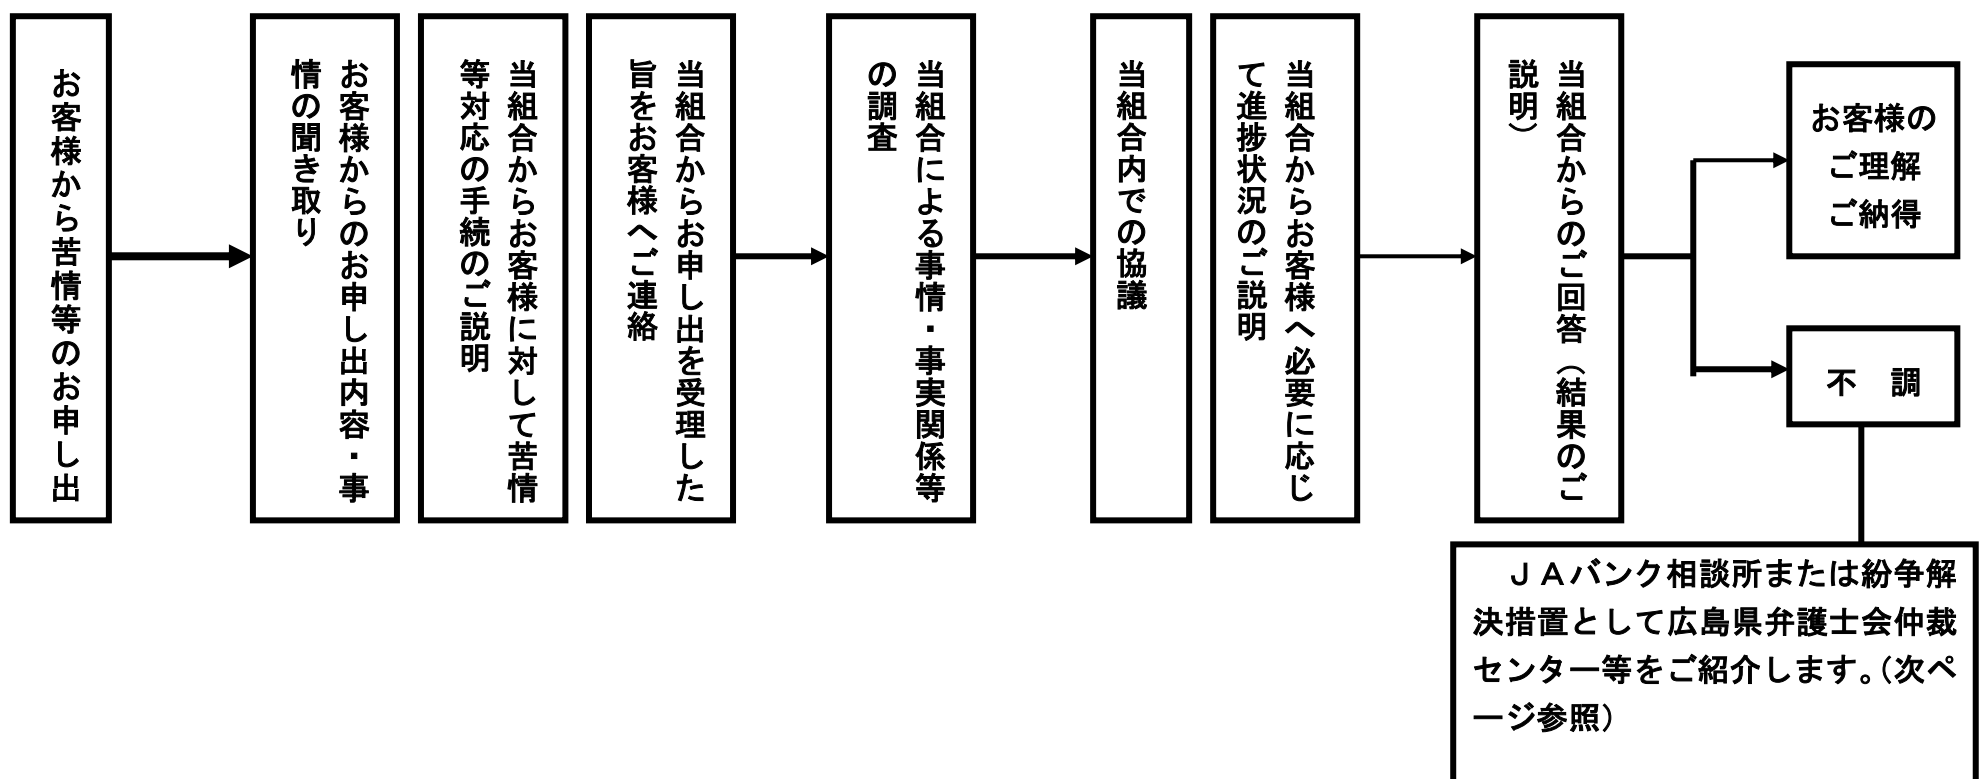 お客様から苦情等のお申し出
お客様からのお申し出内容・事
情の聞き取り
当組合からお客様に対して苦情
等対応の手続のご説明
当組合からお申し出を受理した
旨をお客様へご連絡
当組合による事情・事実関係等
の調査
当組合内での協議
当組合からお客様へ必要に応じ
て進捗状況のご説明
当組合からのご回答（結果のご
説明）
お客様の
ご理解
ご納得
不　調
ＪＡバンク相談所または紛争解
決措置として広島県弁護士会仲裁
センター等をご紹介します。（次ペ
ージ参照）